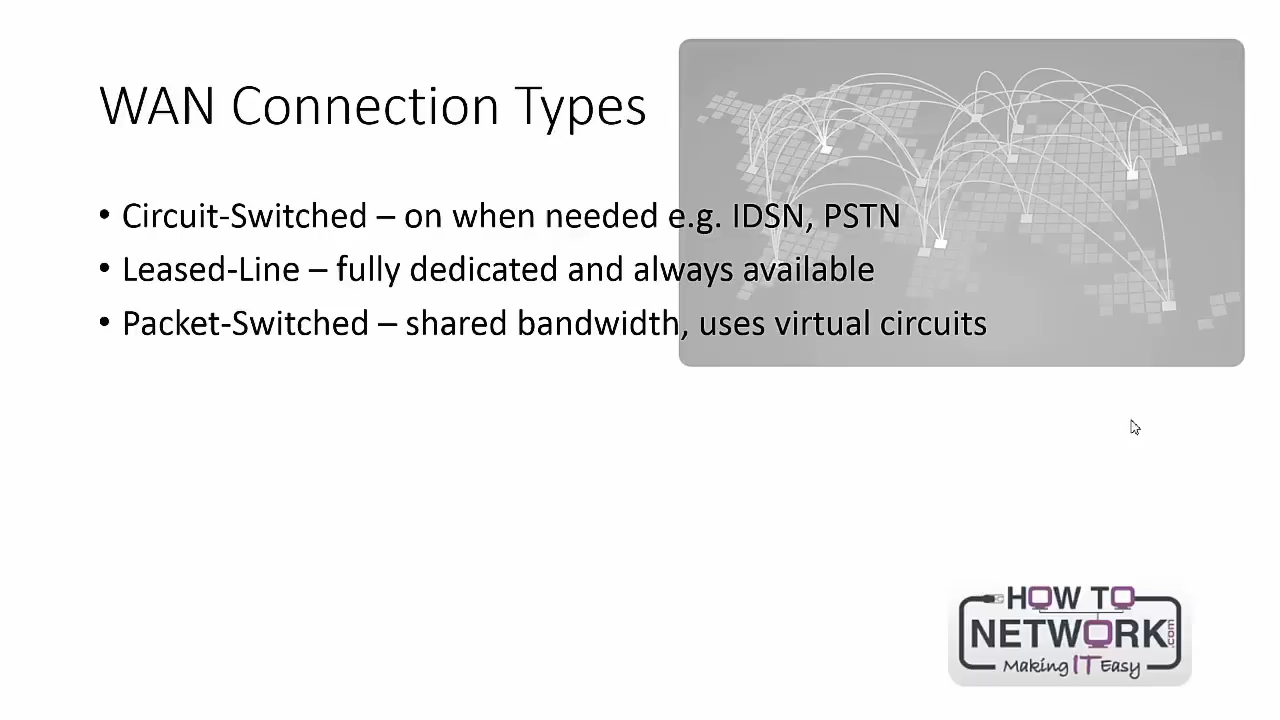 WAN Connection Types
• Circuit-Switched – on when needed e.g. IDSN, PSTN
• Leased-Line – fully dedicated and always available
• Packet-Switched – shared bandwidth, uses virtual circuits
HOW TO
NETWORK.com
Making IT Easy